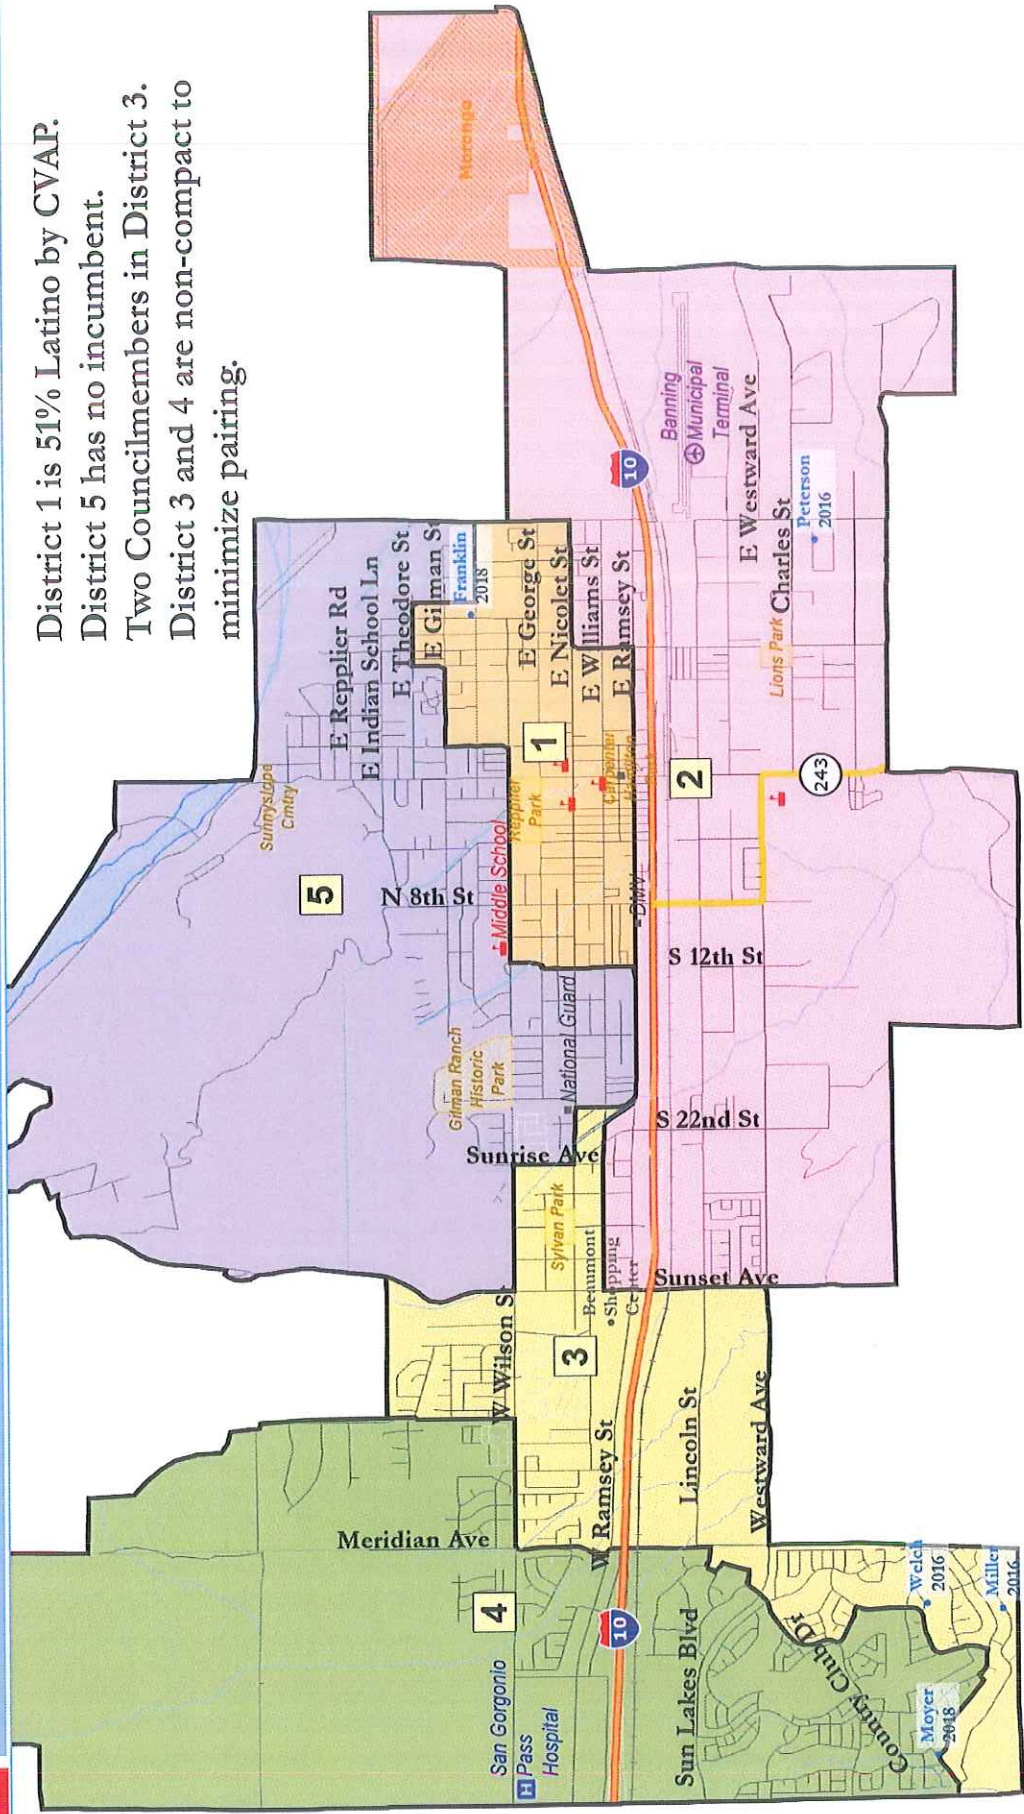 District 1 is 51% Latino by CVAP.
District 5 has no incumbent.
Two Councilmembers in District 3.
District 3 and 4 are non-compact to
minimize pairing.
Morongo
Sunnyslope
Cmtry
E Repplier Rd
E Indian School Ln
E Theodore St
E Gilman St
Franklin
2018
5
N 8th St
Middle School
Repplier
Park
E George St
E Nicolet St
E Williams St
E Ramsey St
1
Carpenter
DMV
Gilman Ranch
Historic
Park
National Guard
Sunrise Ave
Sylvan Park
Beaumont
Shopping
Center
W Wilson St
3
W Ramsey St
Meridian Ave
4
San Gorgonio
H Pass
Hospital
10
10
Banning
Municipal
Terminal
E Westward Ave
Charles St
Peterson
2016
Lions Park
2
243
S 12th St
S 22nd St
Sunset Ave
Lincoln St
Westward Ave
Sun Lakes Blvd
Country Club Dr
Welch
2016
Miller
2016
Moyer
2018